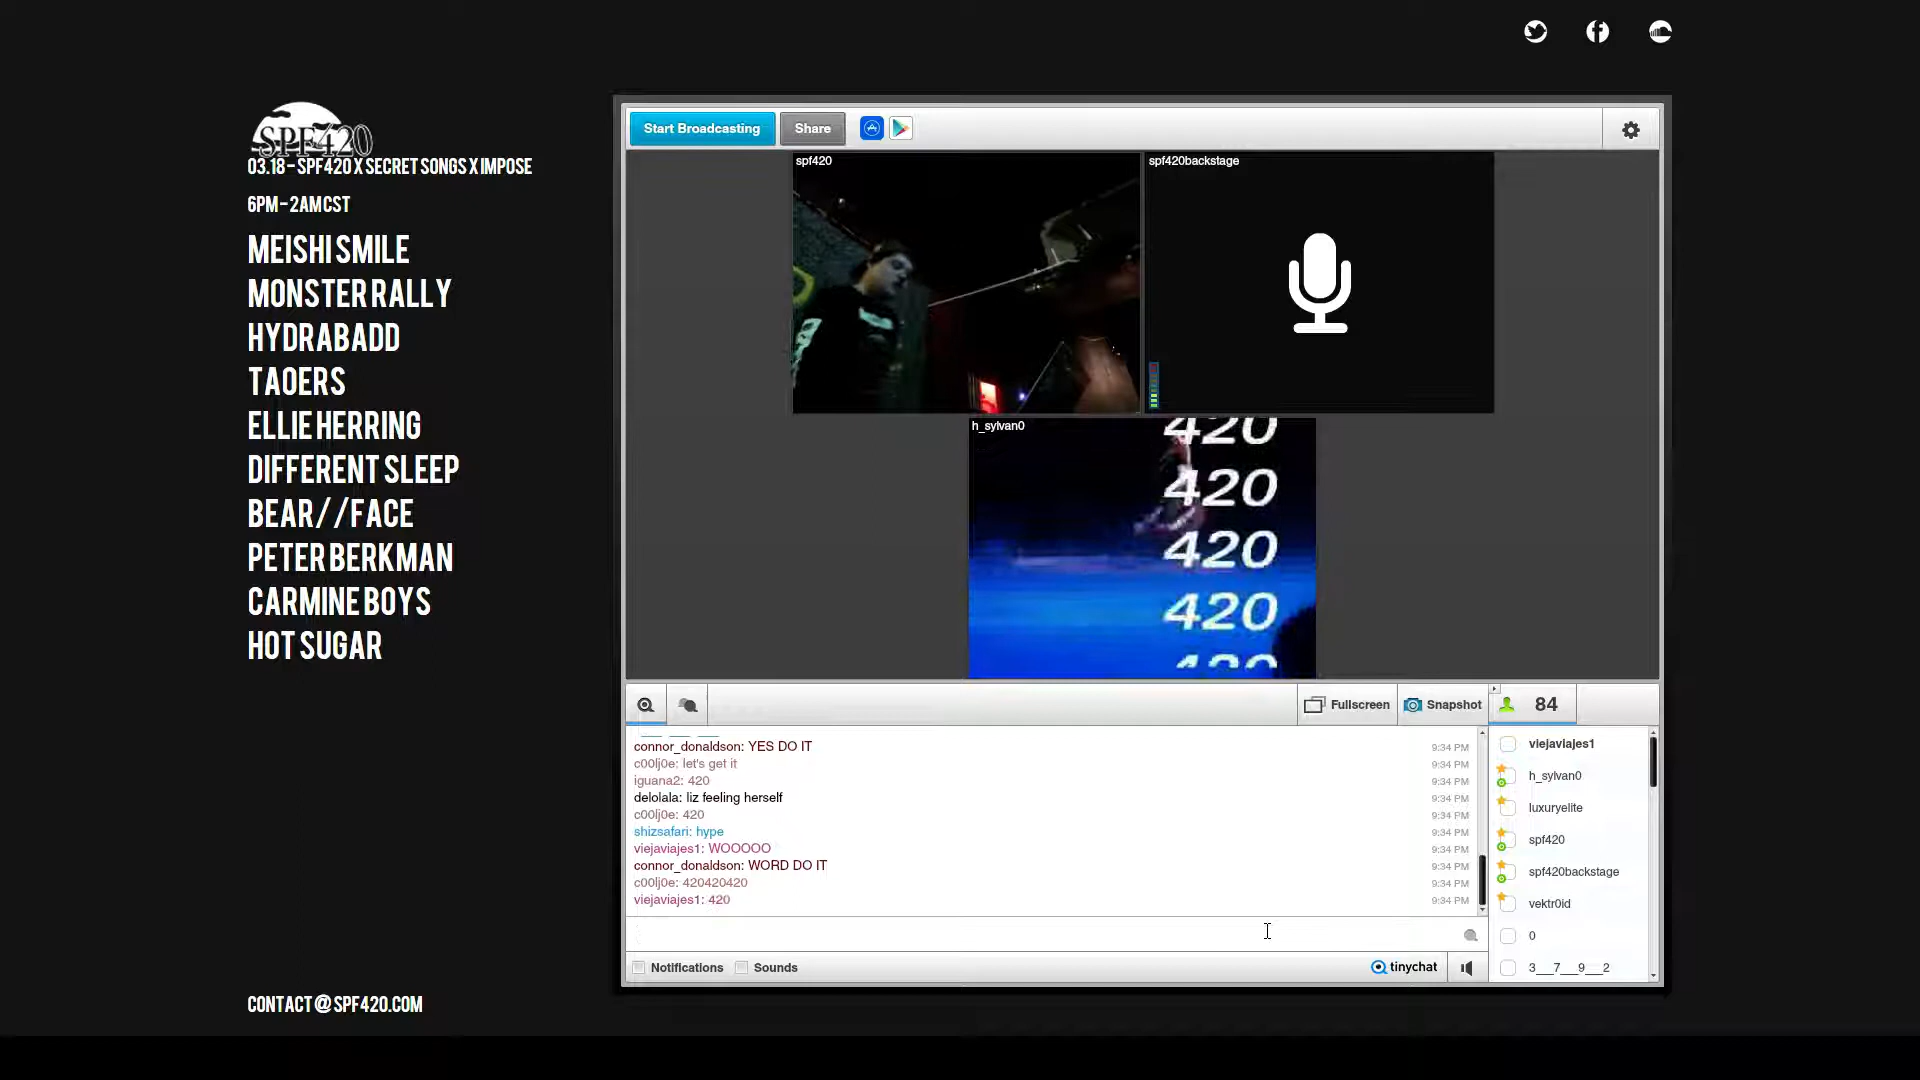 SPF420
03.18 – SPF420 X SECRET SONGS X IMPOSE
6PM – 2AM CST
MEISHI SMILE
MONSTER RALLY
HYDRABADD
TAOERS
ELLIE HERRING
DIFFERENT SLEEP
BEAR//FACE
PETER BERKMAN
CARMINE BOYS
HOT SUGAR
CONTACT@SPF420.COM
Start Broadcasting
Share
spf420
spf420backstage
h_sylvan0
420
420
420
420
420
Fullscreen
Snapshot
84
connor_donaldson: YES DO IT 9:34 PM
c00lj0e: let's get it 9:34 PM
iguana2: 420 9:34 PM
delolala: liz feeling herself 9:34 PM
c00lj0e: 420 9:34 PM
shizsafari: hype 9:34 PM
viejaviajes1: WOOOOO 9:34 PM
connor_donaldson: WORD DO IT 9:34 PM
c00lj0e: 420420420 9:34 PM
viejaviajes1: 420 9:34 PM
Notifications
Sounds
tinychat
viejaviajes1
h_sylvan0
luxuryelite
spf420
spf420backstage
vektr0id
0
3__7__9__2